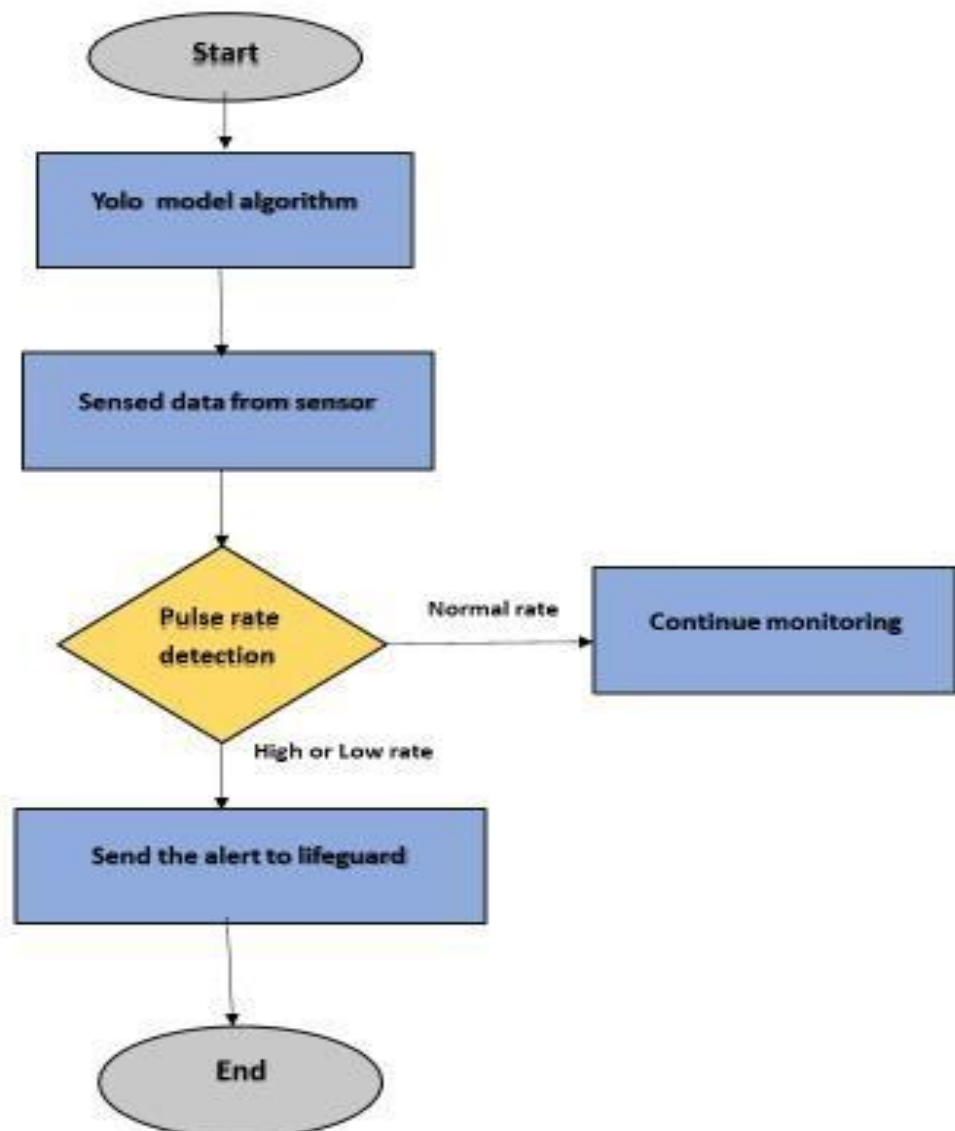 Start
Yolo model algorithm
Sensed data from sensor
Pulse rate
detection
Normal rate
Continue monitoring
High or Low rate
Send the alert to lifeguard
End